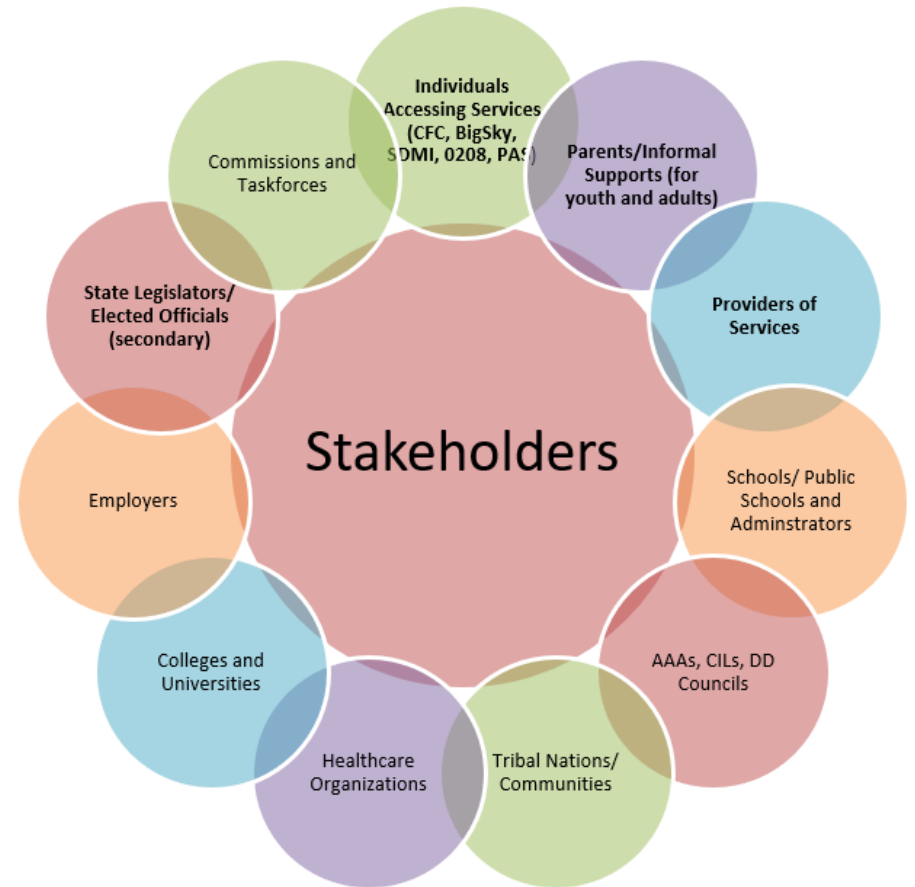 Individuals
Accessing Services
(CFC, BigSky,
SDMI, 0208, PAS)
Parents/Informal
Supports (for
youth and adults)
Providers of
Services
Schools/ Public
Schools and
Adminstrators
AAAs, CILs, DD
Councils
Tribal Nations/
Communities
Healthcare
Organizations
Colleges and
Universities
Employers
State Legislators/
Elected Officials
(secondary)
Commissions and
Taskforces
Stakeholders